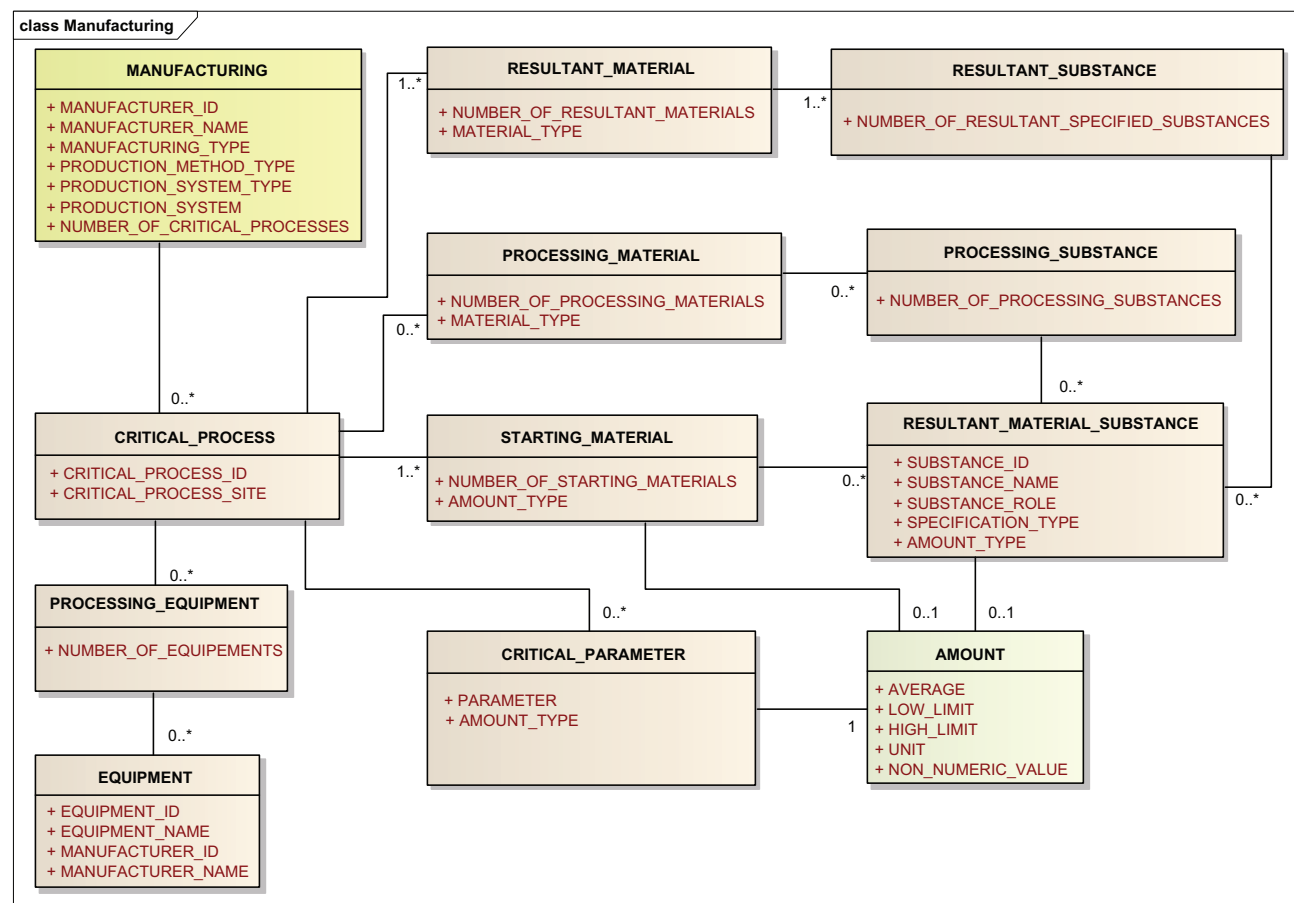 class Manufacturing
MANUFACTURING
+ MANUFACTURER_ID
+ MANUFACTURER_NAME
+ MANUFACTURING_TYPE
+ PRODUCTION_METHOD_TYPE
+ PRODUCTION_SYSTEM_TYPE
+ PRODUCTION_SYSTEM
+ NUMBER_OF_CRITICAL_PROCESSES
0..*
RESULTANT_MATERIAL
+ NUMBER_OF_RESULTANT_MATERIALS
+ MATERIAL_TYPE
1..*
RESULTANT_SUBSTANCE
+ NUMBER_OF_RESULTANT_SPECIFIED_SUBSTANCES
1..*
PROCESSING_MATERIAL
+ NUMBER_OF_PROCESSING_MATERIALS
+ MATERIAL_TYPE
0..*
PROCESSING_SUBSTANCE
+ NUMBER_OF_PROCESSING_SUBSTANCES
0..*
0..*
CRITICAL_PROCESS
+ CRITICAL_PROCESS_ID
+ CRITICAL_PROCESS_SITE
STARTING_MATERIAL
+ NUMBER_OF_STARTING_MATERIALS
+ AMOUNT_TYPE
1..*
RESULTANT_MATERIAL_SUBSTANCE
+ SUBSTANCE_ID
+ SUBSTANCE_NAME
+ SUBSTANCE_ROLE
+ SPECIFICATION_TYPE
+ AMOUNT_TYPE
0..*
0..*
0..*
PROCESSING_EQUIPMENT
+ NUMBER_OF_EQUIPEMENTS
0..*
CRITICAL_PARAMETER
+ PARAMETER
+ AMOUNT_TYPE
0..1
0..1
AMOUNT
+ AVERAGE
+ LOW_LIMIT
+ HIGH_LIMIT
+ UNIT
+ NON_NUMERIC_VALUE
1
0..*
EQUIPMENT
+ EQUIPMENT_ID
+ EQUIPMENT_NAME
+ MANUFACTURER_ID
+ MANUFACTURER_NAME